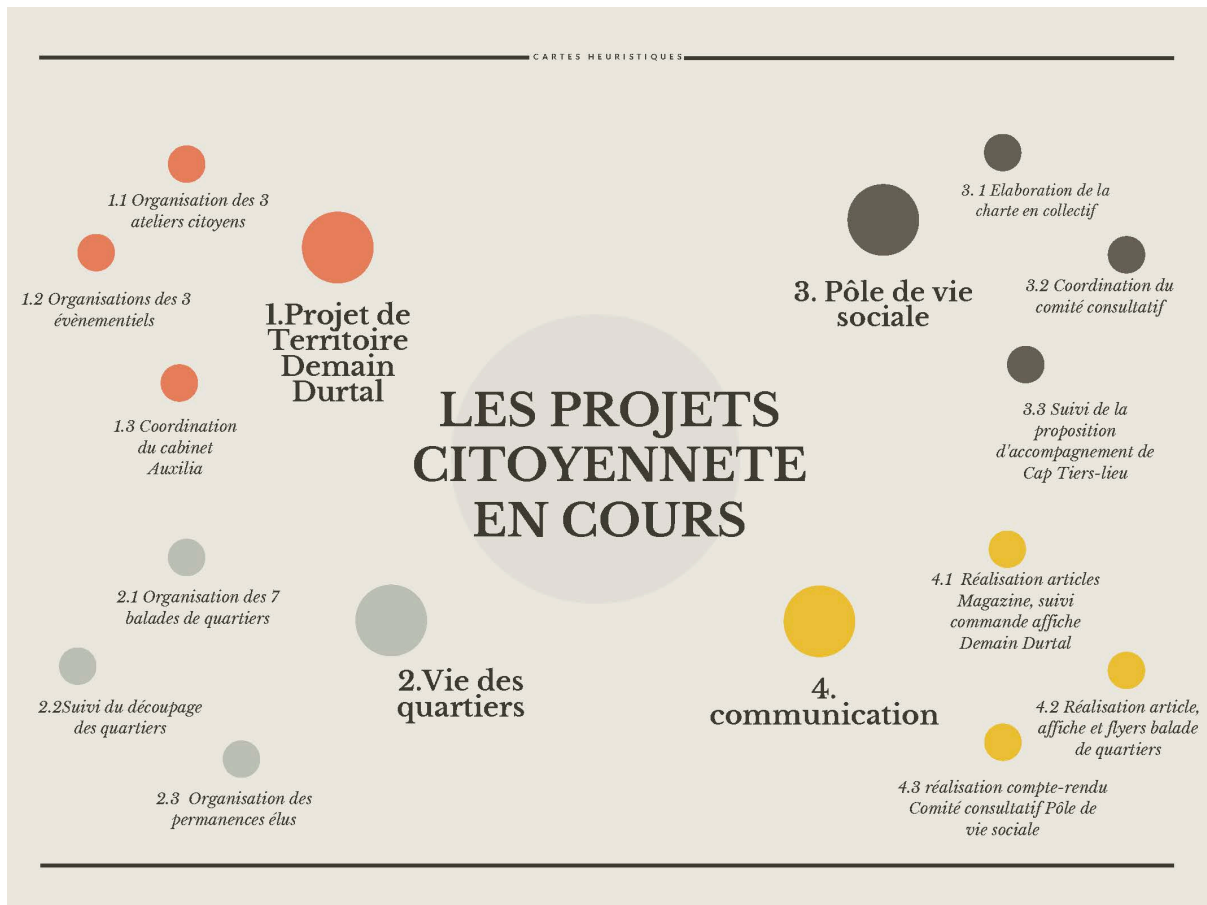 CARTES HEURISTIQUES
LES PROJETS
CITOYENNETE
EN COURS
1.Projet de
Territoire
Demain
Durtal
1.1 Organisation des 3
ateliers citoyens
1.2 Organisations des 3
évènementiels
1.3 Coordination
du cabinet
Auxilia
2.Vie des
quartiers
2.1 Organisation des 7
balades de quartiers
2.2Suivi du découpage
des quartiers
2.3 Organisation des
permanences élus
3. Pôle de vie
sociale
3. 1 Elaboration de la
charte en collectif
3.2 Coordination du
comité consultatif
3.3 Suivi de la
proposition
d'accompagnement de
Cap Tiers-lieu
4.
communication
4.1 Réalisation articles
Magazine, suivi
commande affiche
Demain Durtal
4.2 Réalisation article,
affiche et flyers balade
de quartiers
4.3 réalisation compte-rendu
Comité consultatif Pôle de
vie sociale